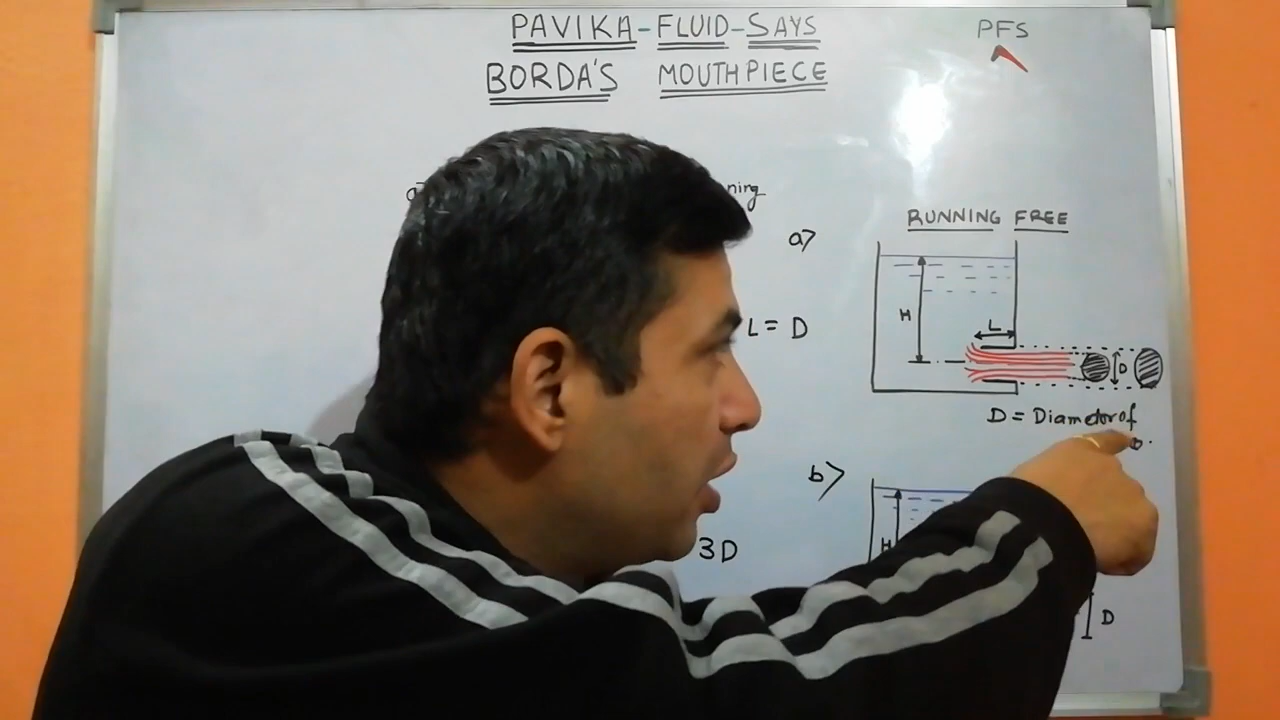 PAVIKA-FLUID-SAYS
BORDA'S MOUTHPIECE
PFS
RUNNING FREE
a>
H
L
L = D
D
D = Diameter of
b>
H
3D
D